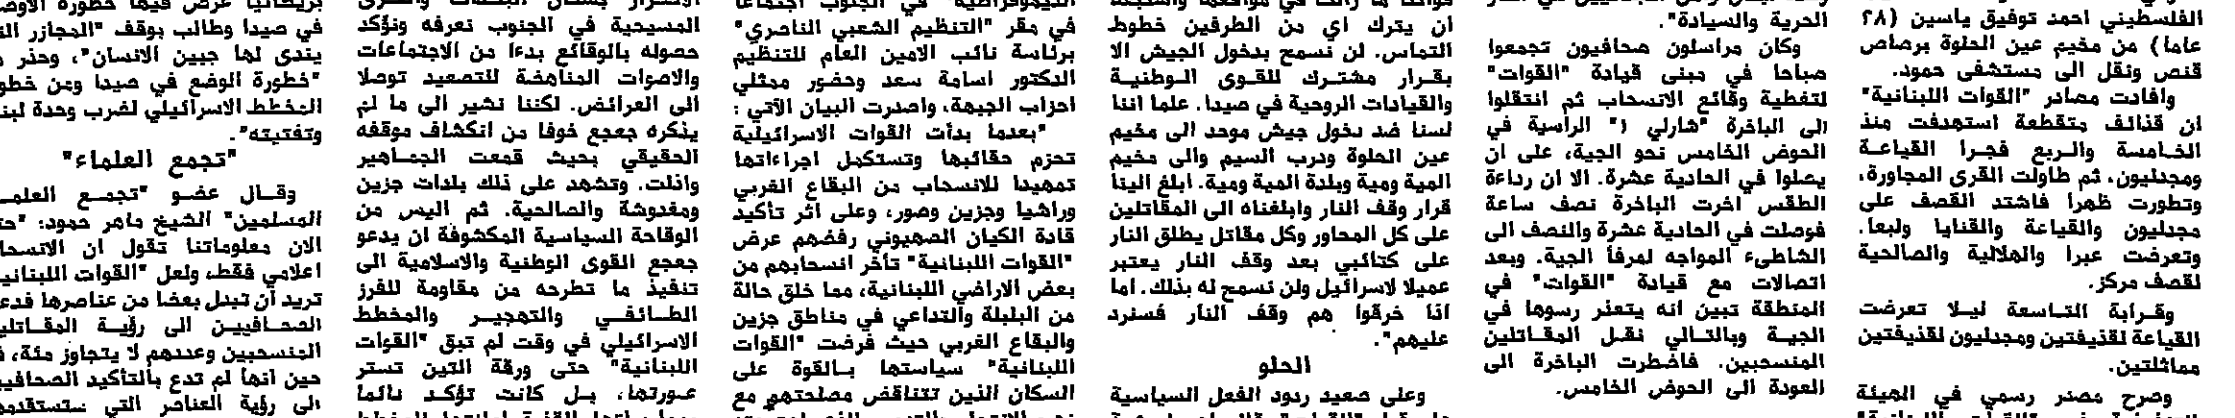 الفلسطيني احمد توفيق ياسين (٢٨
عاما) من مخيم عين الحلوة برصاص
قنص ونقل الى مستشفى حمود.
وافادت مصادر "القوات اللبنانية"
ان قذائف متقطعة استهدفت منذ
الخامسة والربع فجرا القياعة
ومجدليون، ثم طاولت القرى المجاورة،
وتطورت ظهرا فاشتد القصف على
مجدليون والقياعة والقنايا ولبعا.
وتعرضت عبرا والهلالية والصالحية
لقصف مركز.
وقرابة التاسعة ليلا تعرضت
القياعة لقذيفتين ومجدليون لقذيفتين
مماثلتين.
وصرح مصدر رسمي في الهيئة
الحرية والسيادة".
وكان مراسلون صحافيون تجمعوا
صباحا في مبنى قيادة "القوات"
لتغطية وقائع الانسحاب ثم انتقلوا
الى الباخرة "شارلي ١" الراسية في
الحوض الخامس نحو الجية، على ان
يصلوا في الحادية عشرة. الا ان رداءة
الطقس اخرت الباخرة نصف ساعة
فوصلت في الحادية عشرة والنصف الى
الشاطىء المواجه لمرفأ الجية. وبعد
اتصالات مع قيادة "القوات" في
المنطقة تبين انه يتعذر رسوها في
الجية وبالتالي نقل المقاتلين
المنسحبين. فاضطرت الباخرة الى
العودة الى الحوض الخامس.
ان يترك اي من الطرفين خطوط
التماس. لن نسمح بدخول الجيش الا
بقرار مشترك للقوى الوطنية
والقيادات الروحية في صيدا. علما اننا
لسنا ضد دخول جيش موحد الى مخيم
عين الحلوة ودرب السيم والى مخيم
المية ومية وبلدة المية ومية. ابلغ الينا
قرار وقف النار وابلغناه الى المقاتلين
على كل المحاور وكل مقاتل يطلق النار
على كتائبي بعد وقف النار يعتبر
عميلا لاسرائيل ولن نسمح له بذلك. اما
اذا خرقوا هم وقف النار فسنرد
عليهم".
الحلو
وعلى صعيد ردود الفعل السياسية
الديموقراطية" في الجنوب اجتماعا
في مقر "التنظيم الشعبي الناصري"
برئاسة نائب الامين العام للتنظيم
الدكتور اسامة سعد وحضور ممثلي
احزاب الجبهة، واصدرت البيان الآتي :
"بعدما بدأت القوات الاسرائيلية
تحزم حقائبها وتستكمل اجراءاتها
تمهيدا للانسحاب من البقاع الغربي
وراشيا وجزين وصور، وعلى اثر تأكيد
قادة الكيان الصهيوني رفضهم عرض
"القوات اللبنانية" تأخر انسحابهم من
بعض الاراضي اللبنانية، مما خلق حالة
من البلبلة والتداعي في مناطق جزين
والبقاع الغربي حيث فرضت "القوات
اللبنانية" سياستها بالقوة على
السكان الذين تتناقض مصلحتهم مع
المسيحية في الجنوب نعرفه ونؤكد
حصوله بالوقائع بدءا من الاجتماعات
والاصوات المناهضة للتصعيد توصلا
الى العرائض. لكننا نشير الى ما لم
يذكره جعجع خوفا من انكشاف موقفه
الحقيقي بحيث قمعت الجماهير
واذلت. وتشهد على ذلك بلدات جزين
ومغدوشة والصالحية. ثم اليس من
الوقاحة السياسية المكشوفة ان يدعو
جعجع القوى الوطنية والاسلامية الى
تنفيذ ما تطرحه من مقاومة للفرز
الطائفي والتهجير والمخطط
الاسرائيلي في وقت لم تبق "القوات
اللبنانية" حتى ورقة التين تستر
عورتها، بل كانت تؤكد دائما
بريطانيا عرض فيها خطورة
في صيدا وطالب بوقف "المجازر
يندى لها جبين الانسان"، وحذر
"خطورة الوضع في صيدا ومن
المخطط الاسرائيلي لضرب وحدة
وتفتيته".
"تجمع العلماء"
وقال عضو "تجمع
المسلمين" الشيخ ماهر حمود:
الان معلوماتنا تقول ان
اعلامي فقط، ولعل "القوات
تريد ان تبدل بعضا من عناصرها
الصحافيين الى رؤية
المنسحبين وعددهم لا يتجاوز مئة،
حين انها لم تدع بالتأكيد
الى رؤية العناصر التي